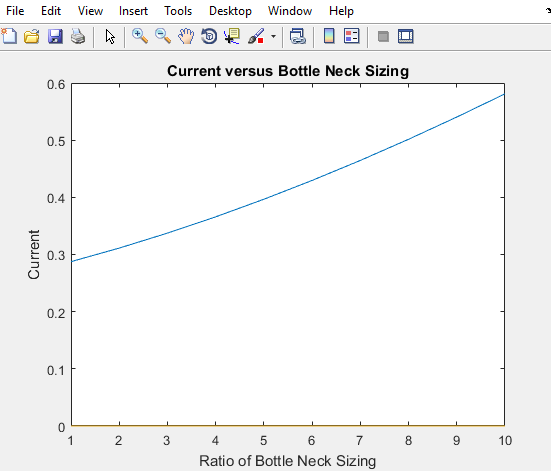 File Edit View Insert Tools Desktop Window Help
Current versus Bottle Neck Sizing
0.6
0.5
0.4
0.3
0.2
0.1
0
Current
1 2 3 4 5 6 7 8 9 10
Ratio of Bottle Neck Sizing